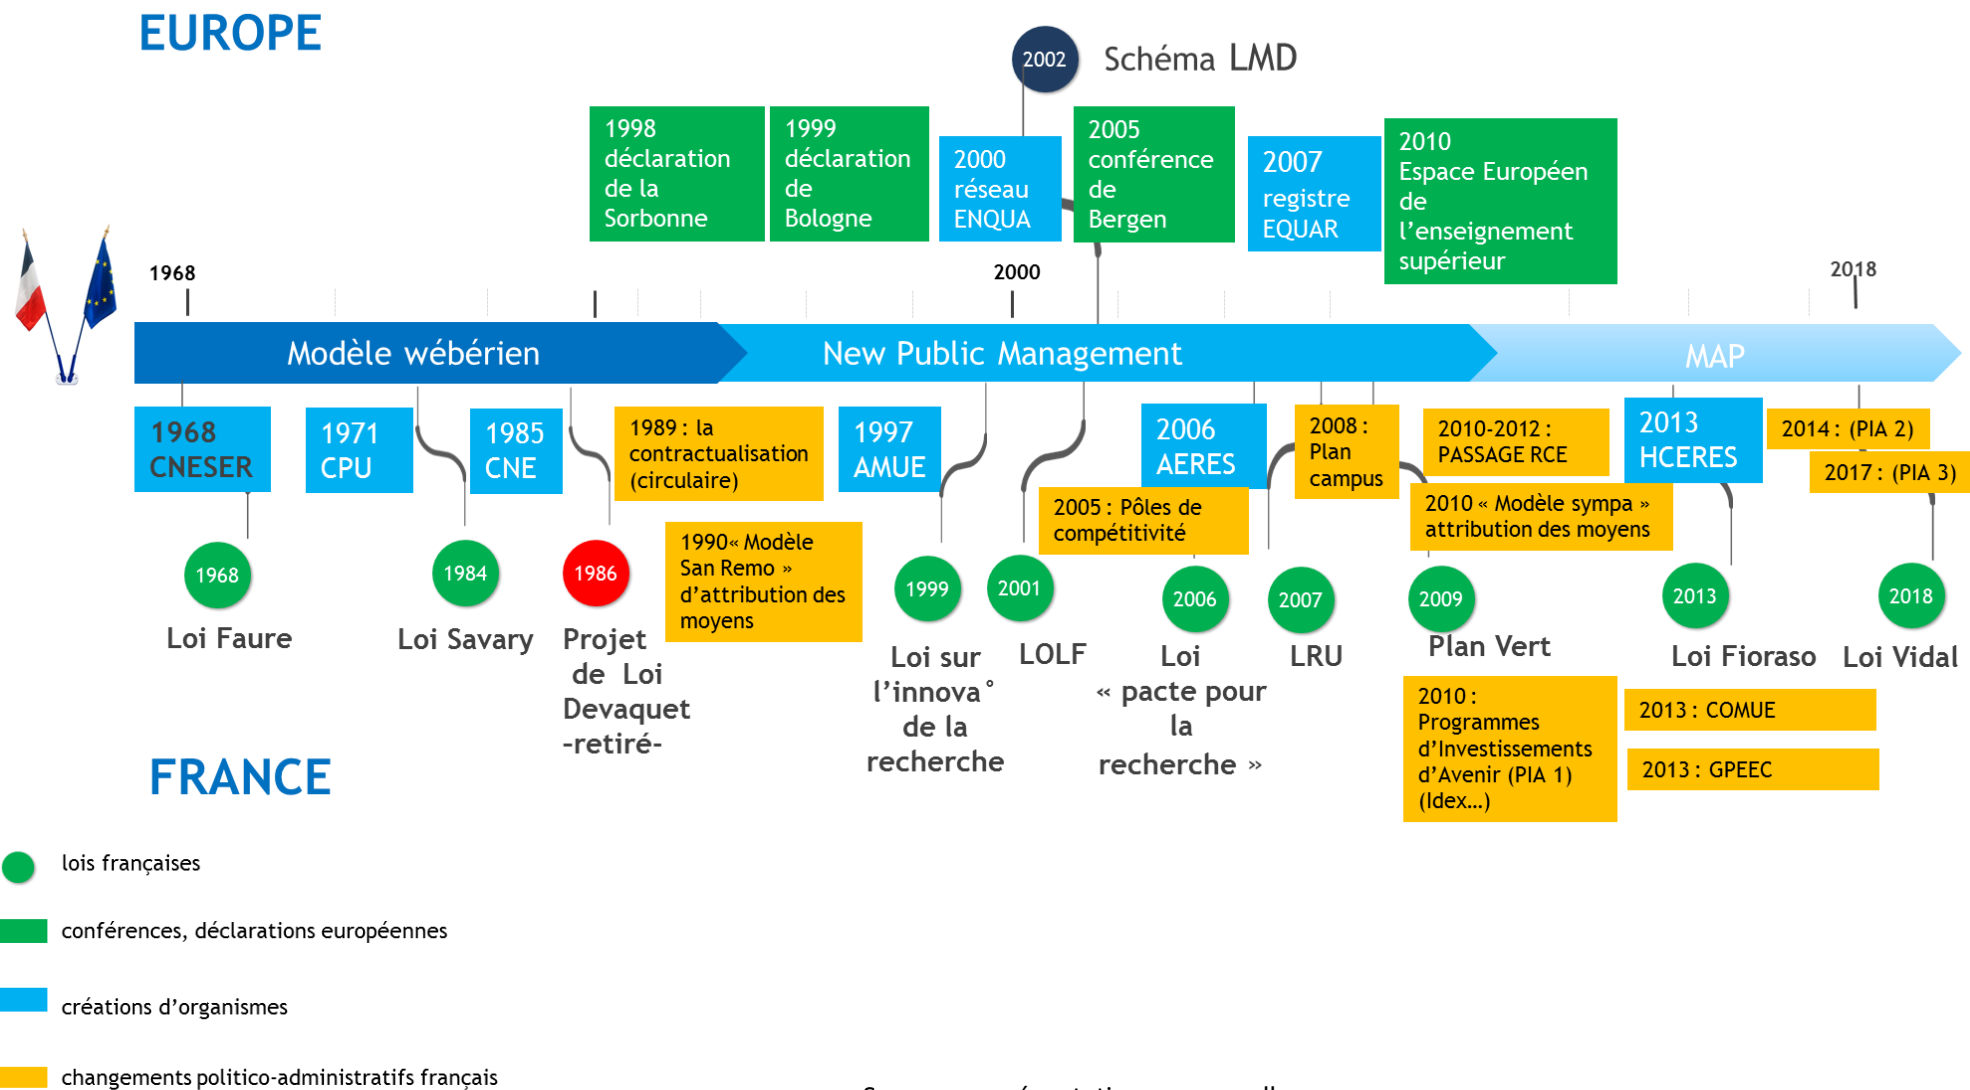 EUROPE
2002
Schéma LMD
1998
déclaration
de la
Sorbonne
1999
déclaration
de
Bologne
2000
réseau
ENQUA
2005
conférence
de
Bergen
2007
registre
EQUAR
2010
Espace Européen
de
l’enseignement
supérieur
1968
2000
2018
Modèle wébérien
New Public Management
MAP
1968
CNESER
1971
CPU
1985
CNE
1989 : la
contractualisation
(circulaire)
1997
AMUE
2006
AERES
2008 :
Plan
campus
2010-2012 :
PASSAGE RCE
2013
HCERES
2014 : (PIA 2)
2017 : (PIA 3)
2005 : Pôles de
compétitivité
2010 « Modèle sympa »
attribution des moyens
1990« Modèle
San Remo »
d’attribution des
moyens
1968
Loi Faure
1984
Loi Savary
1986
Projet
de Loi
Devaquet
-retiré-
1999
Loi sur
l’innova°
de la
recherche
2001
LOLF
2006
Loi
« pacte pour
la
recherche »
2007
LRU
2009
Plan Vert
2013
Loi Fioraso
2018
Loi Vidal
2010 :
Programmes
d’Investissements
d’Avenir (PIA 1)
(Idex…)
2013 : COMUE
2013 : GPEEC
FRANCE
lois françaises
conférences, déclarations européennes
créations d’organismes
changements politico-administratifs français